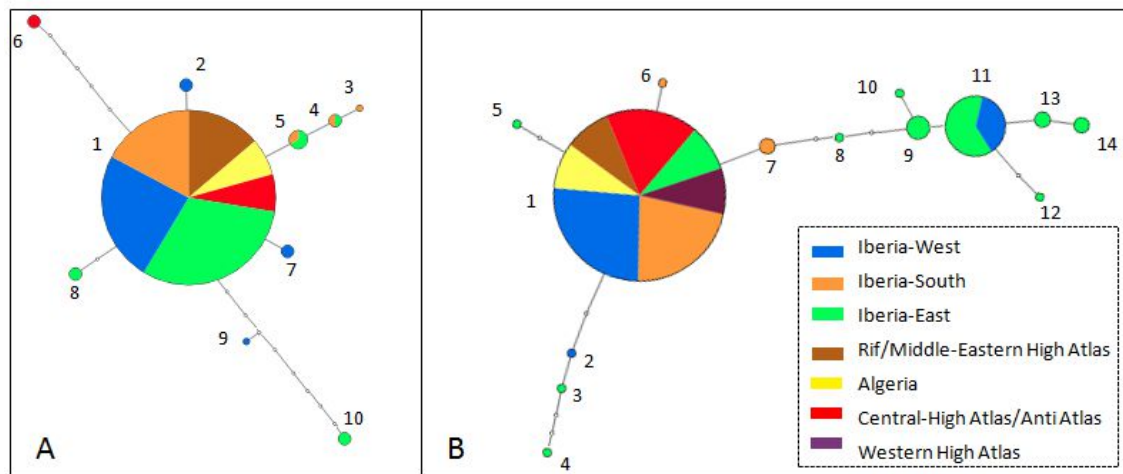 6
2
3
4
5
1
7
8
9
10
A
6
5
1
2
3
4
7
8
9
10
11
12
13
14
B
Iberia-West
Iberia-South
Iberia-East
Rif/Middle-Eastern High Atlas
Algeria
Central-High Atlas/Anti Atlas
Western High Atlas